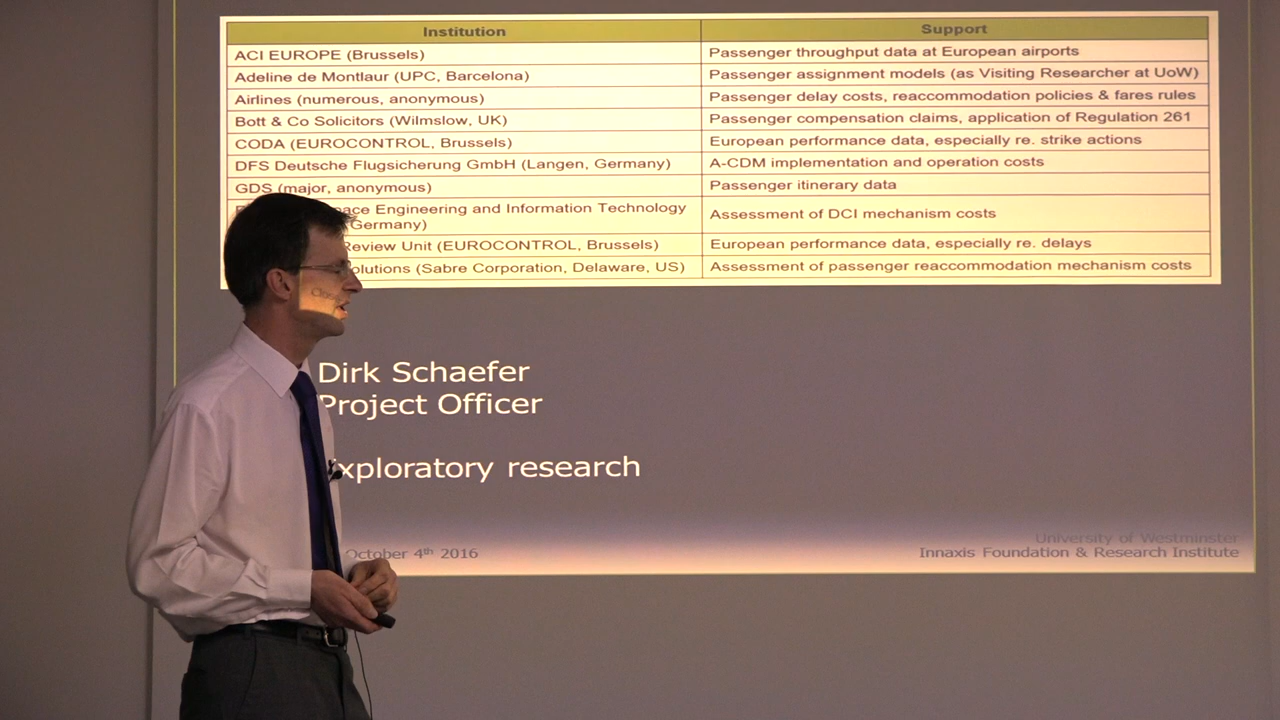 Institution Support
ACI EUROPE (Brussels) Passenger throughput data at European airports
Adeline de Montlaur (UPC, Barcelona) Passenger assignment models (as Visiting Researcher at UoW)
Airlines (numerous, anonymous) Passenger delay costs, reaccommodation policies & fares rules
Bott & Co Solicitors (Wilmslow, UK) Passenger compensation claims, application of Regulation 261
CODA (EUROCONTROL, Brussels) European performance data, especially re. strike actions
DFS Deutsche Flugsicherung GmbH (Langen, Germany) A-CDM implementation and operation costs
GDS (major, anonymous) Passenger itinerary data
Engineering and Information Technology Assessment of DCI mechanism costs
Germany)
Review Unit (EUROCONTROL, Brussels) European performance data, especially re. delays
(Sabre Corporation, Delaware, US) Assessment of passenger reaccommodation mechanism costs
Dirk Schaefer
Project Officer
Exploratory research
October 4th 2016
University of Westminster
Innaxis Foundation & Research Institute